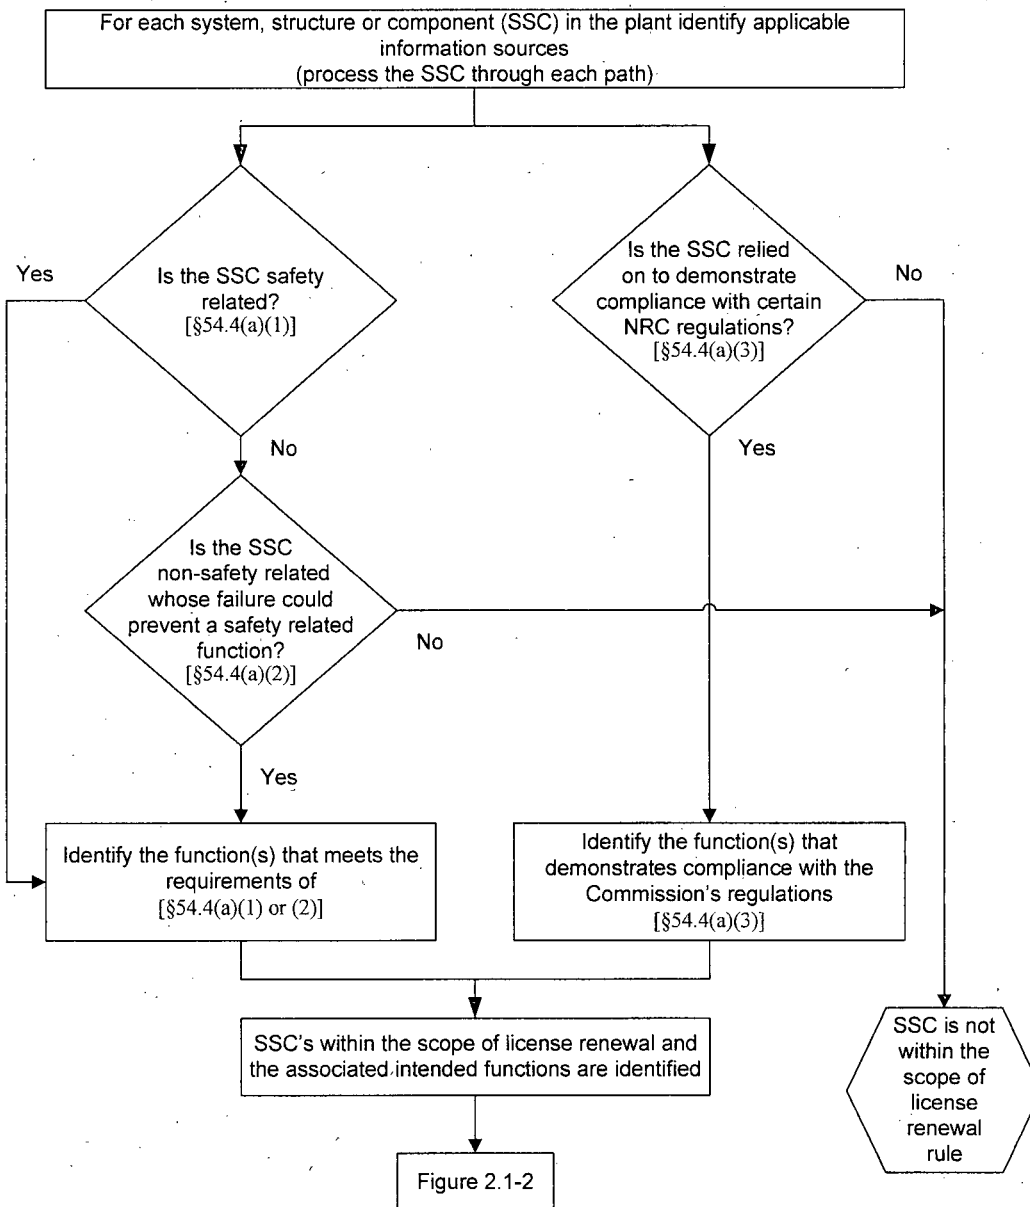 For each system, structure or component (SSC) in the plant identify applicable
information sources
(process the SSC through each path)
Yes
Is the SSC safety
related?
[§54.4(a)(1)]
Is the SSC relied
on to demonstrate
compliance with certain
NRC regulations?
[§54.4(a)(3)]
No
No
Yes
Is the SSC
non-safety related
whose failure could
prevent a safety related
function?
[§54.4(a)(2)]
No
Yes
Identify the function(s) that meets the
requirements of
[§54.4(a)(1) or (2)]
Identify the function(s) that
demonstrates compliance with the
Commission's regulations
[§54.4(a)(3)]
SSC's within the scope of license renewal and
the associated intended functions are identified
SSC is not
within the
scope of
license
renewal
rule
Figure 2.1-2